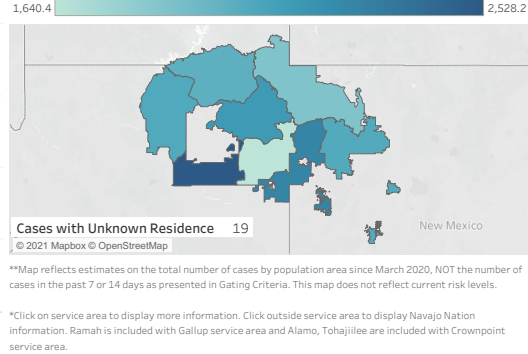 1,640.4 2,528.2
New Mexico
Cases with Unknown Residence 19
© 2021 Mapbox © OpenStreetMap
**Map reflects estimates on the total number of cases by population area since March 2020, NOT the number of
cases in the past 7 or 14 days as presented in Gating Criteria. This map does not reflect current risk levels.
*Click on service area to display more information. Click outside service area to display Navajo Nation
information. Ramah is included with Gallup service area and Alamo, Tohajiilee are included with Crownpoint
service area.